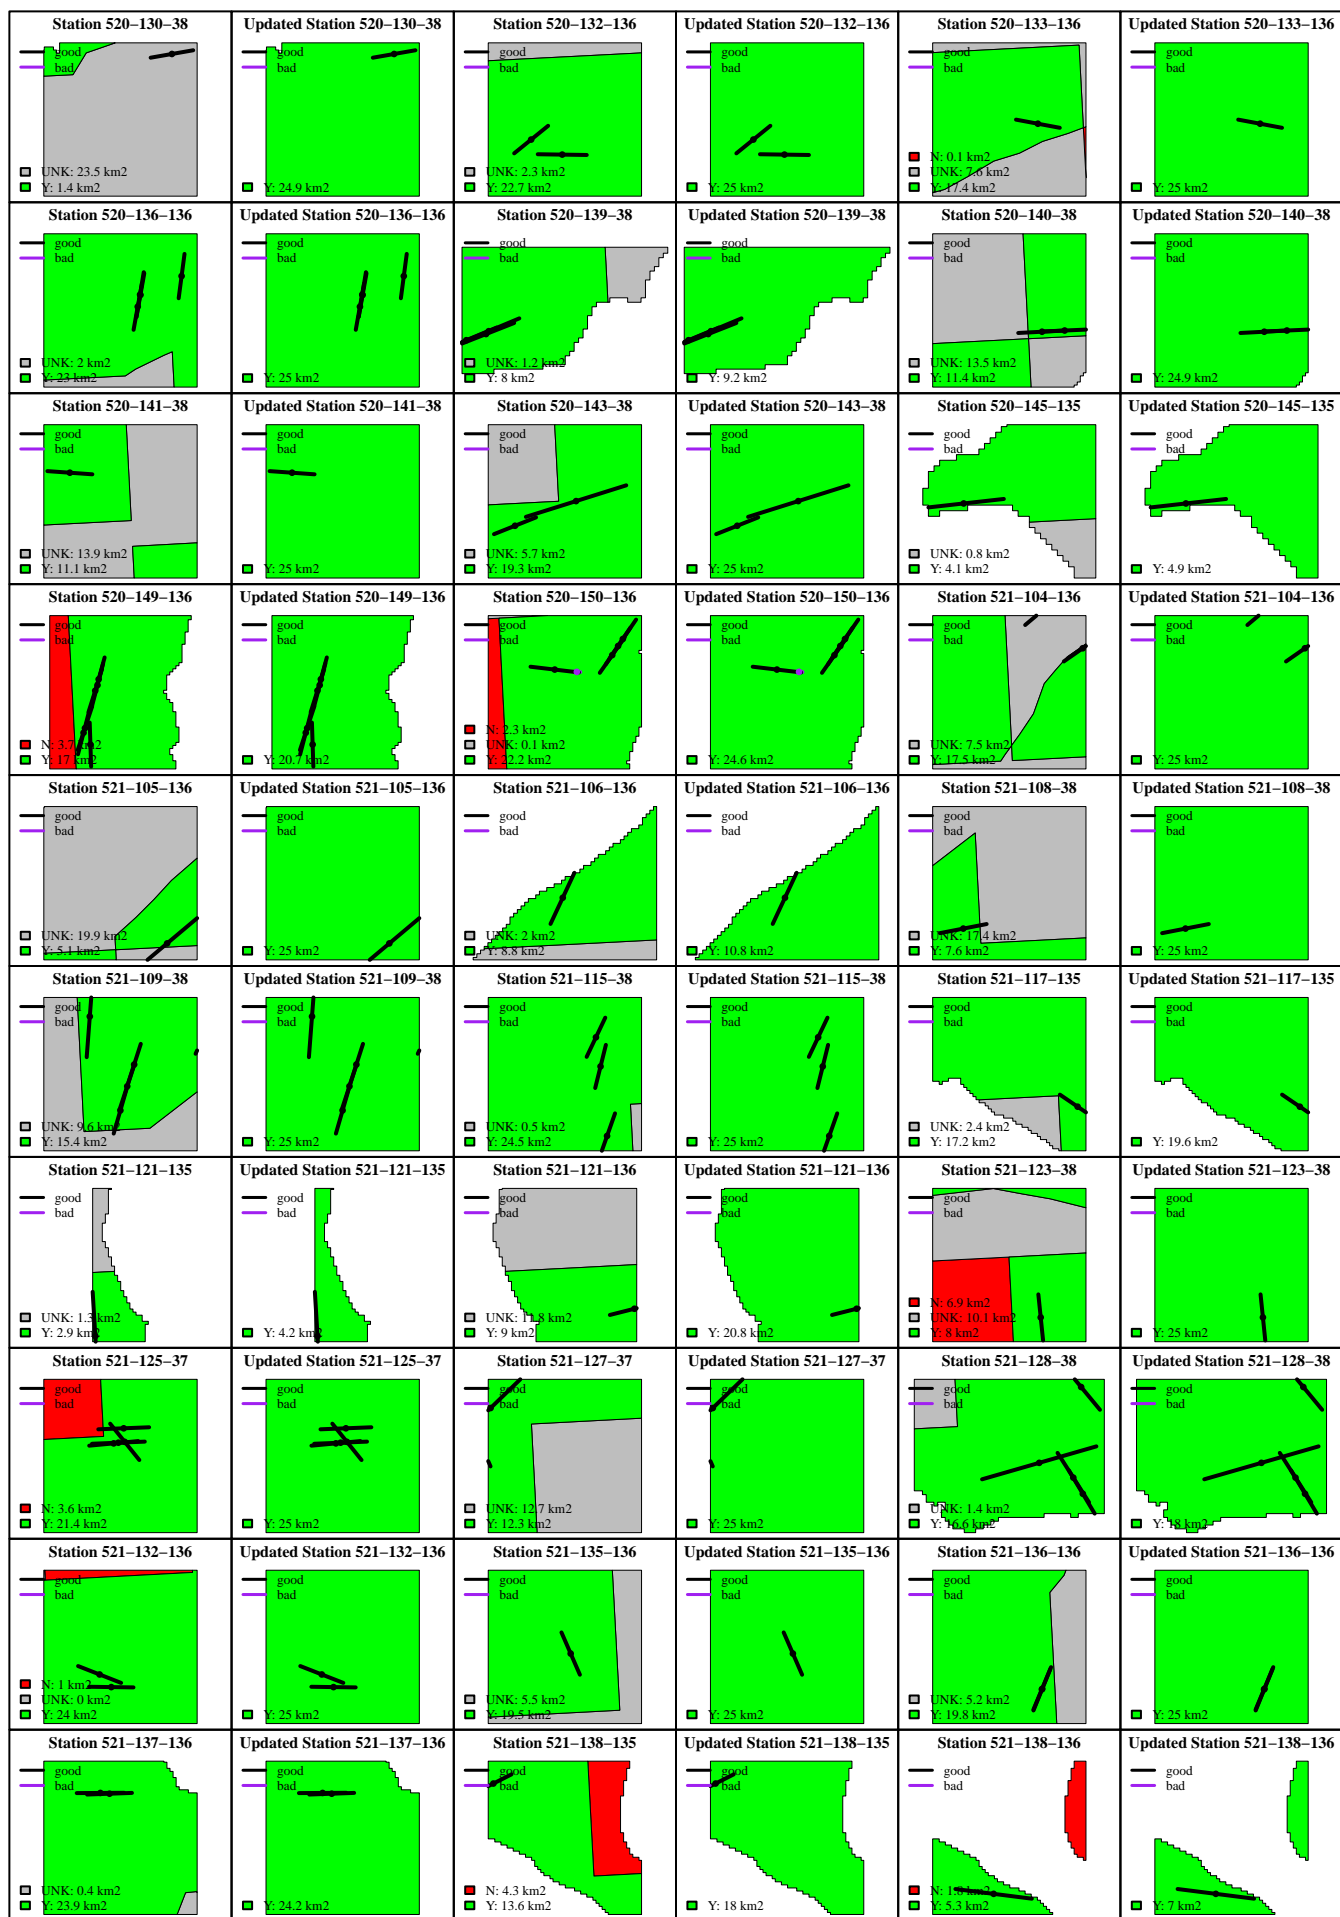 Station 520−130−38
good
bad
UNK: 23.5 km2
Y: 1.4 km2
Updated Station 520−130−38
good
bad
Y: 24.9 km2
Station 520−132−136
good
bad
UNK: 2.3 km2
Y: 22.7 km2
Updated Station 520−132−136
good
bad
Y: 25 km2
Station 520−133−136
good
bad
N: 0.1 km2
UNK: 7.6 km2
Y: 17.4 km2
Updated Station 520−133−136
good
bad
Y: 25 km2
Station 520−136−136
good
bad
UNK: 2 km2
Y: 23 km2
Updated Station 520−136−136
good
bad
Y: 25 km2
Station 520−139−38
good
bad
UNK: 1.2 km2
Y: 8 km2
Updated Station 520−139−38
good
bad
Y: 9.2 km2
Station 520−140−38
good
bad
UNK: 13.5 km2
Y: 11.4 km2
Updated Station 520−140−38
good
bad
Y: 24.9 km2
Station 520−141−38
good
bad
UNK: 13.9 km2
Y: 11.1 km2
Updated Station 520−141−38
good
bad
Y: 25 km2
Station 520−143−38
good
bad
UNK: 5.7 km2
Y: 19.3 km2
Updated Station 520−143−38
good
bad
Y: 25 km2
Station 520−145−135
good
bad
UNK: 0.8 km2
Y: 4.1 km2
Updated Station 520−145−135
good
bad
Y: 4.9 km2
Station 520−149−136
good
bad
N: 3.7 km2
Y: 17 km2
Updated Station 520−149−136
good
bad
Y: 20.7 km2
Station 520−150−136
good
bad
N: 2.3 km2
UNK: 0.1 km2
Y: 22.2 km2
Updated Station 520−150−136
good
bad
Y: 24.6 km2
Station 521−104−136
good
bad
UNK: 7.5 km2
Y: 17.5 km2
Updated Station 521−104−136
good
bad
Y: 25 km2
Station 521−105−136
good
bad
UNK: 19.9 km2
Y: 5.1 km2
Updated Station 521−105−136
good
bad
Y: 25 km2
Station 521−106−136
good
bad
UNK: 2 km2
Y: 8.8 km2
Updated Station 521−106−136
good
bad
Y: 10.8 km2
Station 521−108−38
good
bad
UNK: 17.4 km2
Y: 7.6 km2
Updated Station 521−108−38
good
bad
Y: 25 km2
Station 521−109−38
good
bad
UNK: 9.6 km2
Y: 15.4 km2
Updated Station 521−109−38
good
bad
Y: 25 km2
Station 521−115−38
good
bad
UNK: 0.5 km2
Y: 24.5 km2
Updated Station 521−115−38
good
bad
Y: 25 km2
Station 521−117−135
good
bad
UNK: 2.4 km2
Y: 17.2 km2
Updated Station 521−117−135
good
bad
Y: 19.6 km2
Station 521−121−135
good
bad
UNK: 1.3 km2
Y: 2.9 km2
Updated Station 521−121−135
good
bad
Y: 4.2 km2
Station 521−121−136
good
bad
UNK: 11.8 km2
Y: 9 km2
Updated Station 521−121−136
good
bad
Y: 20.8 km2
Station 521−123−38
good
bad
N: 6.9 km2
UNK: 10.1 km2
Y: 8 km2
Updated Station 521−123−38
good
bad
Y: 25 km2
Station 521−125−37
good
bad
N: 3.6 km2
Y: 21.4 km2
Updated Station 521−125−37
good
bad
Y: 25 km2
Station 521−127−37
good
bad
UNK: 12.7 km2
Y: 12.3 km2
Updated Station 521−127−37
good
bad
Y: 25 km2
Station 521−128−38
good
bad
UNK: 1.4 km2
Y: 16.6 km2
Updated Station 521−128−38
good
bad
Y: 18 km2
Station 521−132−136
good
bad
N: 1 km2
UNK: 0 km2
Y: 24 km2
Updated Station 521−132−136
good
bad
Y: 25 km2
Station 521−135−136
good
bad
UNK: 5.5 km2
Y: 19.5 km2
Updated Station 521−135−136
good
bad
Y: 25 km2
Station 521−136−136
good
bad
UNK: 5.2 km2
Y: 19.8 km2
Updated Station 521−136−136
good
bad
Y: 25 km2
Station 521−137−136
good
bad
UNK: 0.4 km2
Y: 23.9 km2
Updated Station 521−137−136
good
bad
Y: 24.2 km2
Station 521−138−135
good
bad
N: 4.3 km2
Y: 13.6 km2
Updated Station 521−138−135
good
bad
Y: 18 km2
Station 521−138−136
good
bad
N: km2
Y: 5.3 km2
Updated Station 521−138−136
good
bad
Y: 7 km2